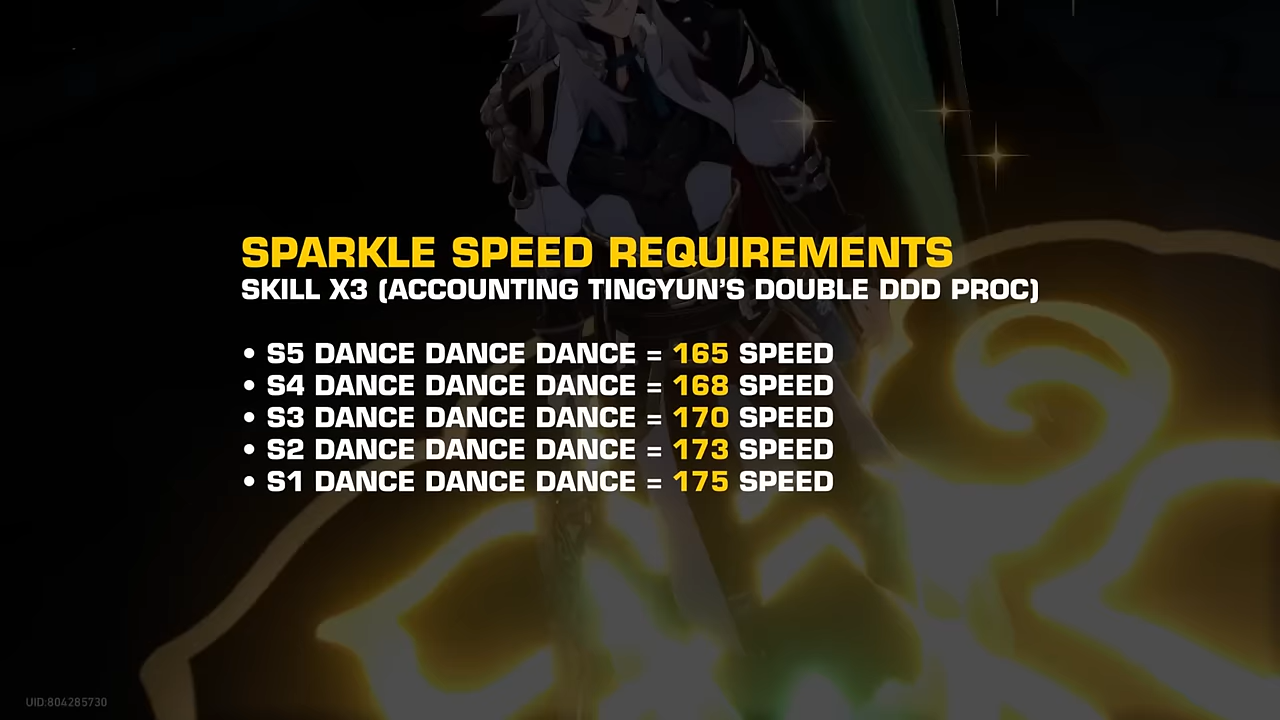 SPARKLE SPEED REQUIREMENTS
SKILL X3 (ACCOUNTING TINGYUN'S DOUBLE DDD PROC)
• S5 DANCE DANCE DANCE = 165 SPEED
• S4 DANCE DANCE DANCE = 168 SPEED
• S3 DANCE DANCE DANCE = 170 SPEED
• S2 DANCE DANCE DANCE = 173 SPEED
• S1 DANCE DANCE DANCE = 175 SPEED
UID:804285730